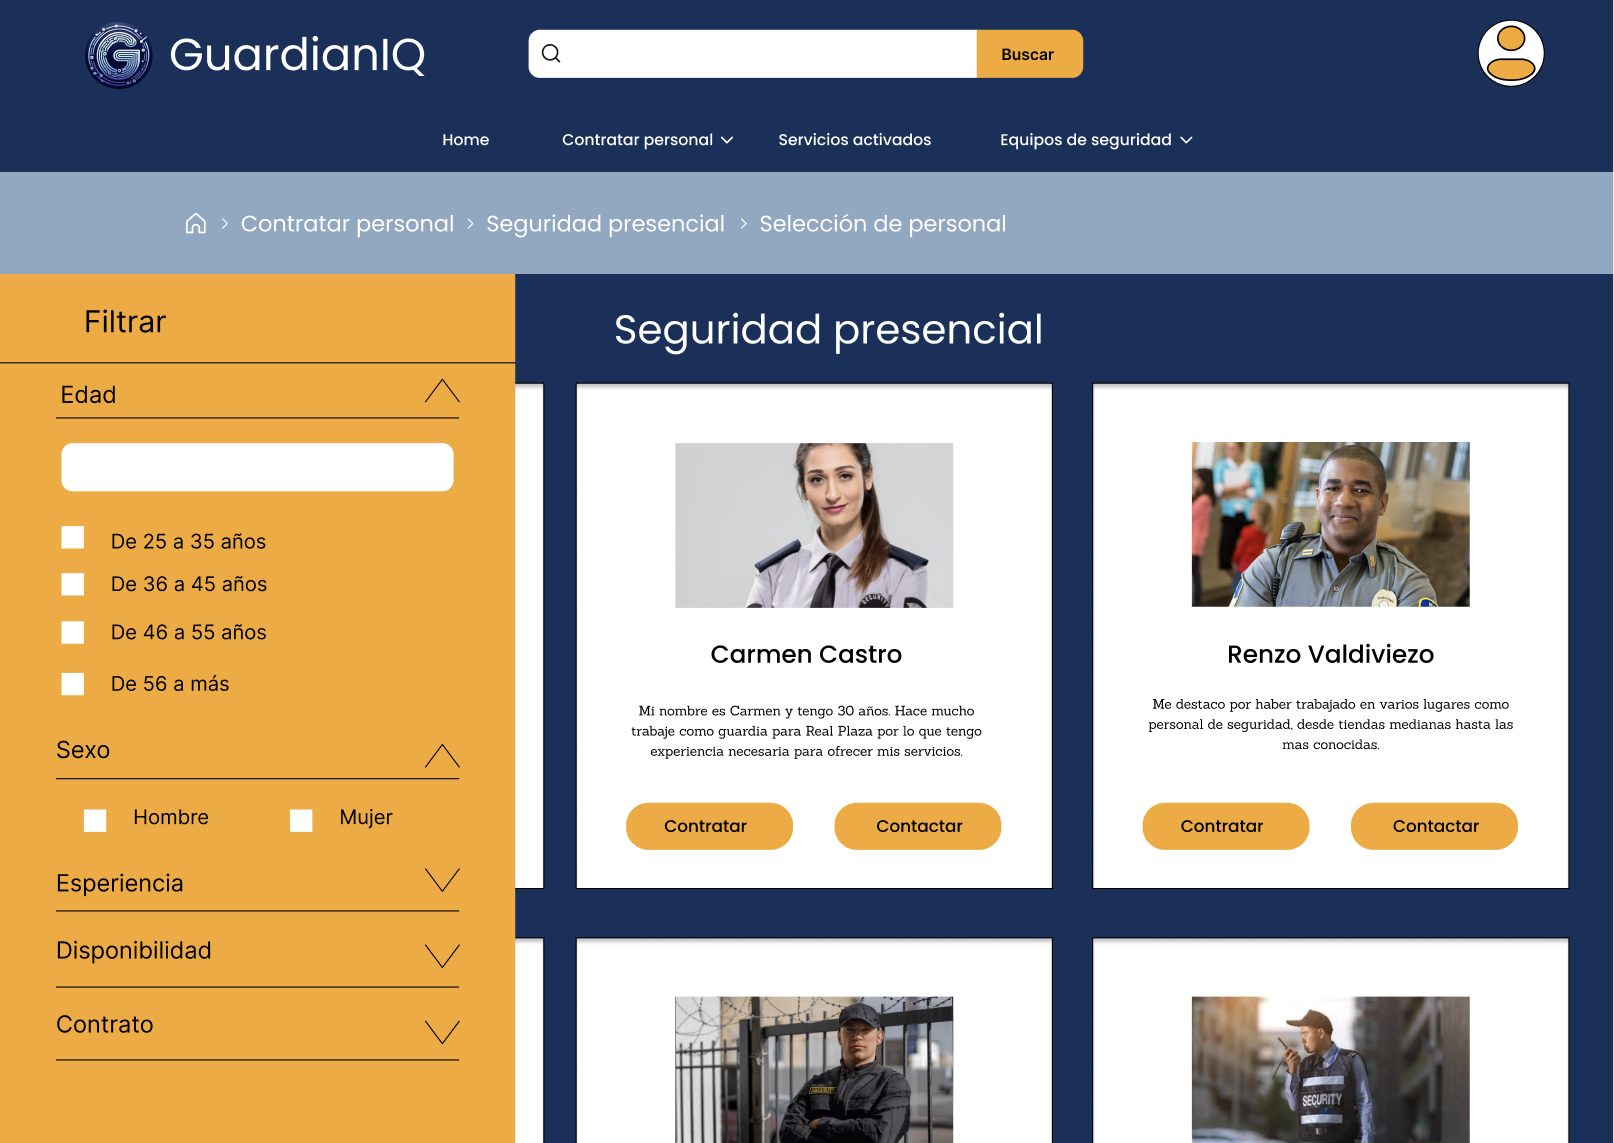 GuardianIQ
Buscar
Home
Contratar personal
Servicios activados
Equipos de seguridad
Contratar personal
Seguridad presencial
Selección de personal
Filtrar
Edad
De 25 a 35 años
De 36 a 45 años
De 46 a 55 años
De 56 a más
Sexo
Hombre
Mujer
Esperiencia
Disponibilidad
Contrato
Seguridad presencial
SECURITY
Carmen Castro
Mi nombre es Carmen y tengo 30 años. Hace mucho
trabaje como guardia para Real Plaza por lo que tengo
experiencia necesaria para ofrecer mis servicios.
Contratar
Contactar
Renzo Valdiviezo
Me destaco por haber trabajado en varios lugares como
personal de seguridad, desde tiendas medianas hasta las
mas conocidas.
Contratar
Contactar
SECURITY
SECURITY